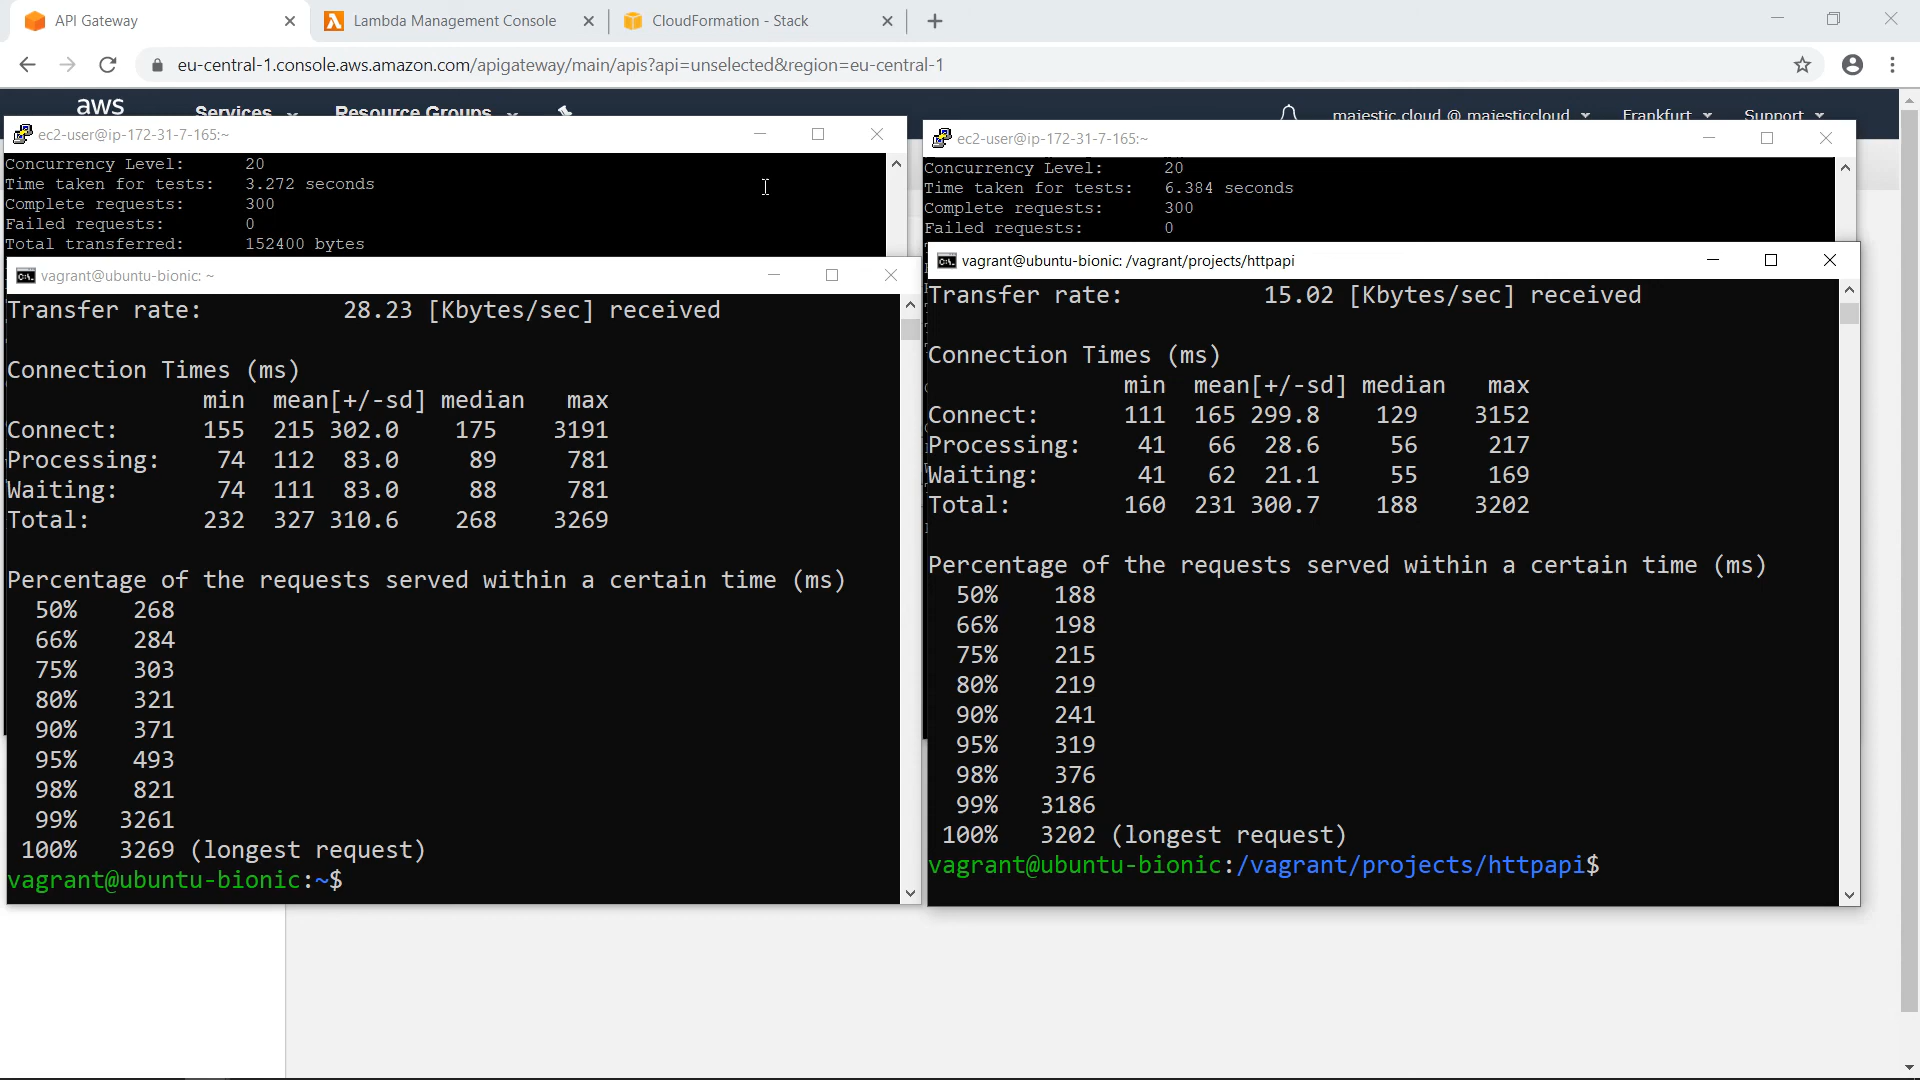 API Gateway
Lambda Management Console
CloudFormation - Stack
eu-central-1.console.aws.amazon.com/apigateway/main/apis?api=unselected&region=eu-central-1
aws
Services
Resource Groups
majestic.cloud @ majesticcloud
Frankfurt
Support
ec2-user@ip-172-31-7-165:~
Concurrency Level: 20
Time taken for tests: 3.272 seconds
Complete requests: 300
Failed requests: 0
Total transferred: 152400 bytes
ec2-user@ip-172-31-7-165:~
Concurrency Level: 20
Time taken for tests: 6.384 seconds
Complete requests: 300
Failed requests: 0
vagrant@ubuntu-bionic: ~
Transfer rate: 28.23 [Kbytes/sec] received
Connection Times (ms)
min mean[+/-sd] median max
Connect: 155 215 302.0 175 3191
Processing: 74 112 83.0 89 781
Waiting: 74 111 83.0 88 781
Total: 232 327 310.6 268 3269
Percentage of the requests served within a certain time (ms)
50% 268
66% 284
75% 303
80% 321
90% 371
95% 493
98% 821
99% 3261
100% 3269 (longest request)
vagrant@ubuntu-bionic:~$
vagrant@ubuntu-bionic: /vagrant/projects/httpapi
Transfer rate: 15.02 [Kbytes/sec] received
Connection Times (ms)
min mean[+/-sd] median max
Connect: 111 165 299.8 129 3152
Processing: 41 66 28.6 56 217
Waiting: 41 62 21.1 55 169
Total: 160 231 300.7 188 3202
Percentage of the requests served within a certain time (ms)
50% 188
66% 198
75% 215
80% 219
90% 241
95% 319
98% 376
99% 3186
100% 3202 (longest request)
vagrant@ubuntu-bionic:/vagrant/projects/httpapi$